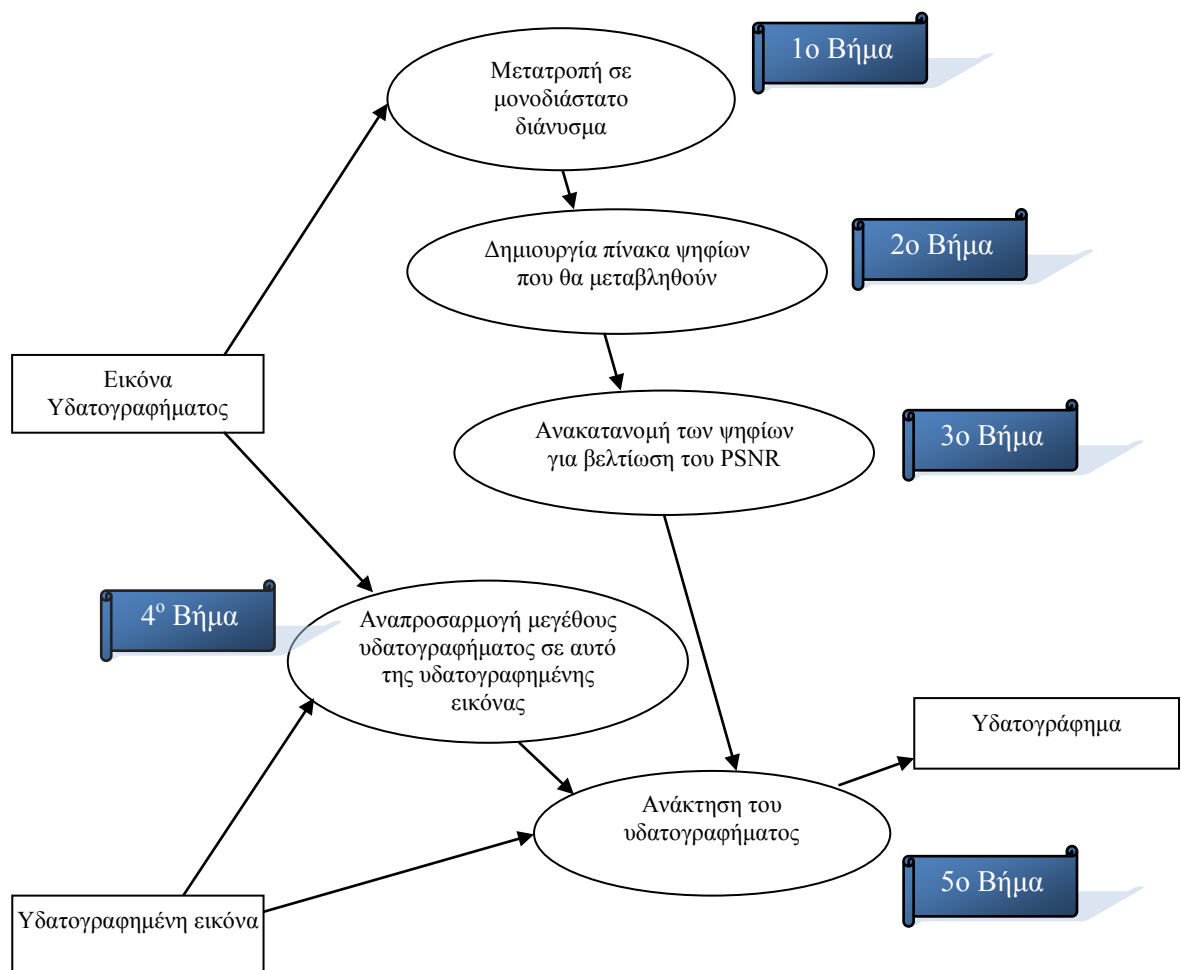 1ο Βήμα
Μετατροπή σε
μονοδιάστατο
διάνυσμα
2ο Βήμα
Δημιουργία πίνακα ψηφίων
που θα μεταβληθούν
Εικόνα
Υδατογραφήματος
3ο Βήμα
Ανακατανομή των ψηφίων
για βελτίωση του PSNR
4º Βήμα
Αναπροσαρμογή μεγέθους
υδατογραφήματος σε αυτό
της υδατογραφημένης
εικόνας
Υδατογράφημα
Ανάκτηση του
υδατογραφήματος
5ο Βήμα
Υδατογραφημένη εικόνα